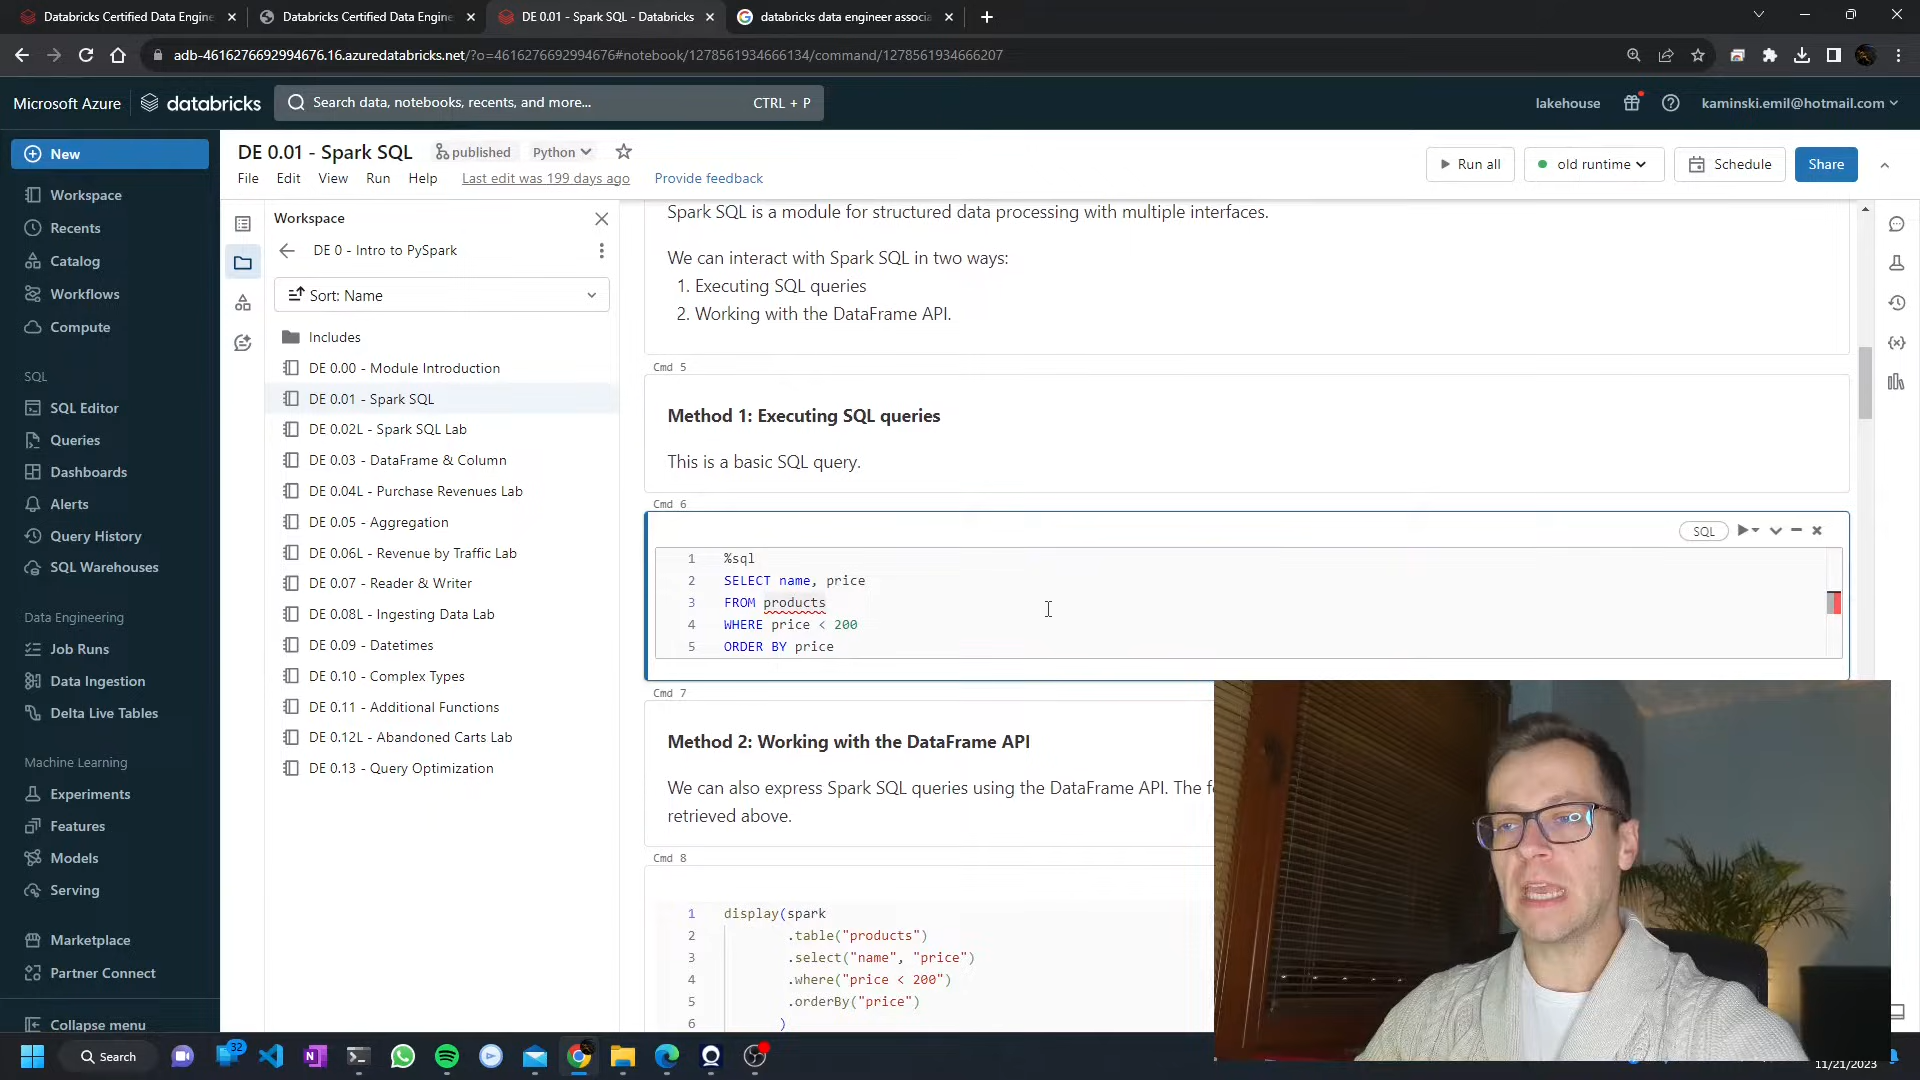 Databricks Certified Data Engine
Databricks Certified Data Engine
DE 0.01 - Spark SQL - Databricks
databricks data engineer associa
adb-4616276692994676.16.azuredatabricks.net/?o=4616276692994676#notebook/1278561934666134/command/1278561934666207
Microsoft Azure
databricks
Search data, notebooks, recents, and more...
CTRL + P
lakehouse
kaminski.emil@hotmail.com
New
Workspace
Recents
Catalog
Workflows
Compute
SQL
SQL Editor
Queries
Dashboards
Alerts
Query History
SQL Warehouses
Data Engineering
Job Runs
Data Ingestion
Delta Live Tables
Machine Learning
Experiments
Features
Models
Serving
Marketplace
Partner Connect
Collapse menu
DE 0.01 - Spark SQL
published
Python
File Edit View Run Help
Last edit was 199 days ago
Provide feedback
Run all
old runtime
Schedule
Share
Workspace
DE 0 - Intro to PySpark
Sort: Name
Includes
DE 0.00 - Module Introduction
DE 0.01 - Spark SQL
DE 0.02L - Spark SQL Lab
DE 0.03 - DataFrame & Column
DE 0.04L - Purchase Revenues Lab
DE 0.05 - Aggregation
DE 0.06L - Revenue by Traffic Lab
DE 0.07 - Reader & Writer
DE 0.08L - Ingesting Data Lab
DE 0.09 - Datetimes
DE 0.10 - Complex Types
DE 0.11 - Additional Functions
DE 0.12L - Abandoned Carts Lab
DE 0.13 - Query Optimization
Spark SQL is a module for structured data processing with multiple interfaces.
We can interact with Spark SQL in two ways:
1. Executing SQL queries
2. Working with the DataFrame API.
Cmd 5
Method 1: Executing SQL queries
This is a basic SQL query.
Cmd 6
SQL
1 %sql
2 SELECT name, price
3 FROM products
4 WHERE price < 200
5 ORDER BY price
Cmd 7
Method 2: Working with the DataFrame API
We can also express Spark SQL queries using the DataFrame API. The f
retrieved above.
Cmd 8
1 display(spark
2 .table("products")
3 .select("name", "price")
4 .where("price < 200")
5 .orderBy("price")
6 )
Search
32
11/21/2023